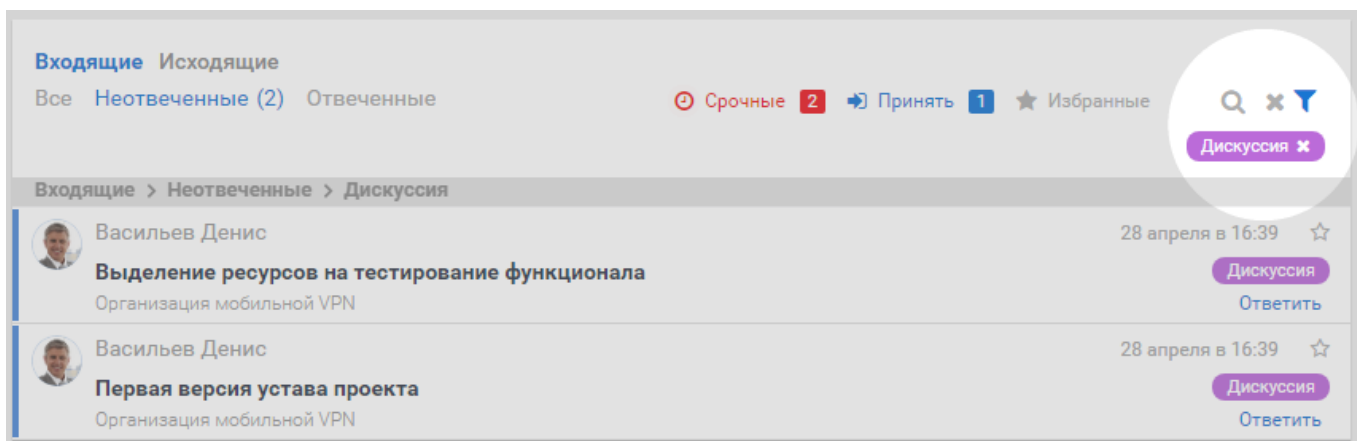 Входящие Исходящие
Все Неотвеченные (2) Отвеченные Срочные 2 Принять 1 Избранные
Дискуссия
Входящие > Неотвеченные > Дискуссия
Васильев Денис 28 апреля в 16:39
Выделение ресурсов на тестирование функционала Дискуссия
Организация мобильной VPN Ответить
Васильев Денис 28 апреля в 16:39
Первая версия устава проекта Дискуссия
Организация мобильной VPN Ответить